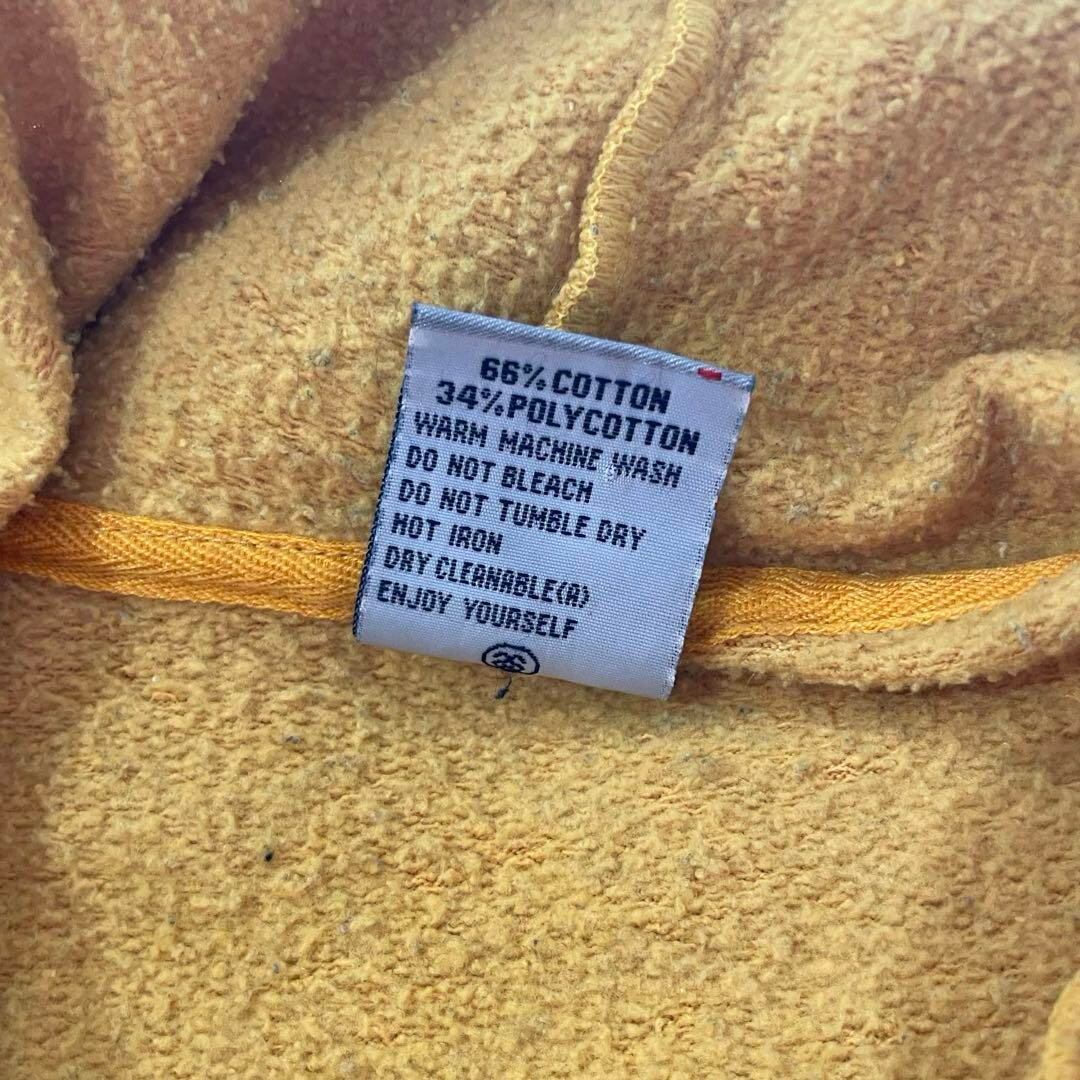 66% COTTON
34% POLYCOTTON
WARM MACHINE WASH
DO NOT BLEACH
DO NOT TUMBLE DRY
HOT IRON
DRY CLEANABLE(A)
ENJOY YOURSELF